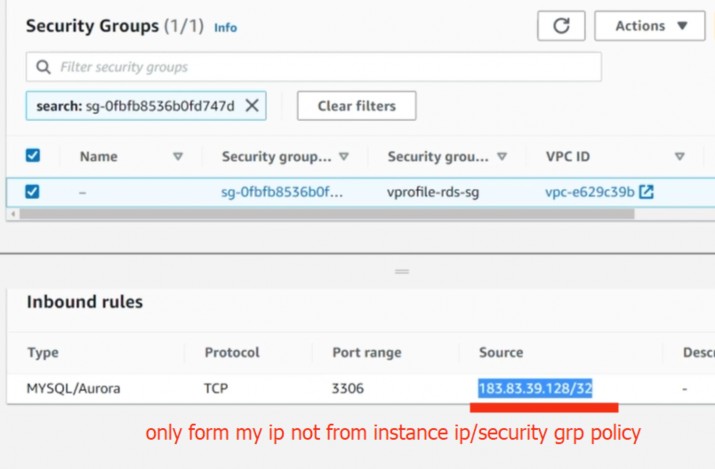 Security Groups (1/1) Info
Actions
Filter security groups
search: sg-0fbfb8536b0fd747d
Clear filters
Name Security group... Security grou... VPC ID
– sg-0fbfb8536b0f... vprofile-rds-sg vpc-e629c39b
Inbound rules
Type Protocol Port range Source Descr
MYSQL/Aurora TCP 3306 183.83.39.128/32 -
only form my ip not from instance ip/security grp policy